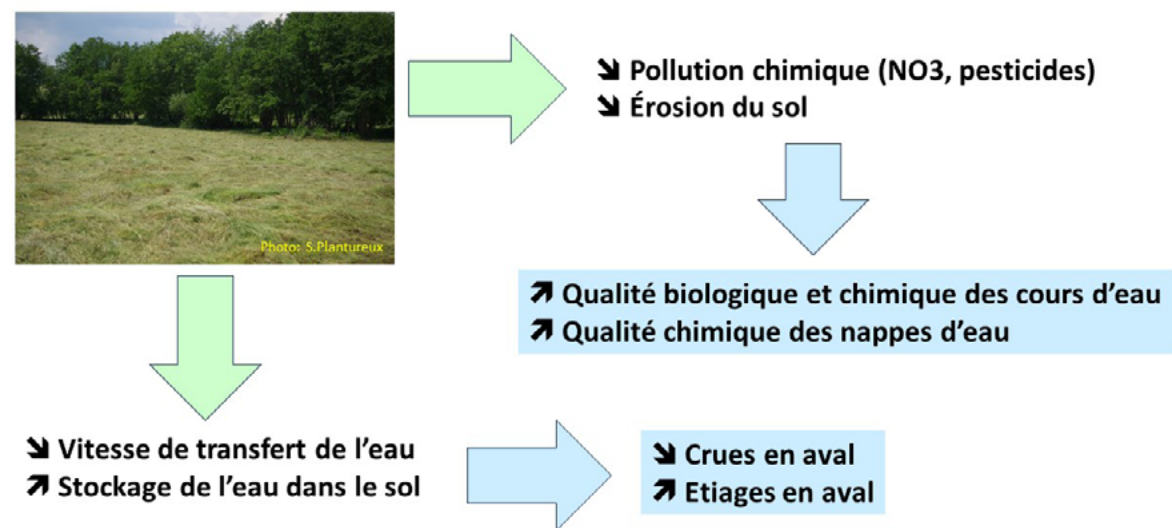 Photo: S.Plantureux
➘ Pollution chimique (NO3, pesticides)
➘ Érosion du sol
➚ Qualité biologique et chimique des cours d’eau
➚ Qualité chimique des nappes d’eau
➘ Vitesse de transfert de l’eau
➚ Stockage de l’eau dans le sol
➘ Crues en aval
➚ Etiages en aval